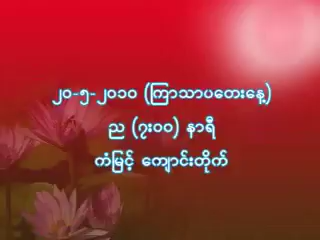 ၂၀-၅-၂၀၁၀ (ကြာသာပတေးနေ့)
ည (၇း၀၀) နာရီ
ကံမြင့် ကျောင်းတိုက်